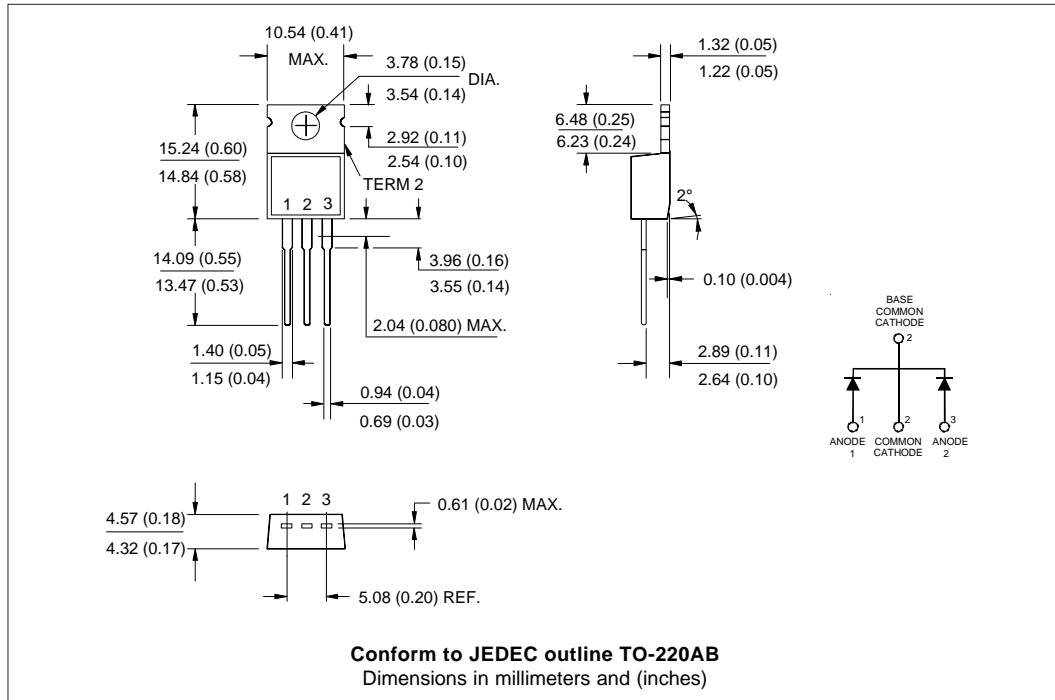 10.54 (0.41)
MAX.
3.78 (0.15)
DIA.
3.54 (0.14)
2.92 (0.11)
2.54 (0.10)
15.24 (0.60)
14.84 (0.58)
TERM 2
1 2 3
14.09 (0.55)
13.47 (0.53)
3.96 (0.16)
3.55 (0.14)
2.04 (0.080) MAX.
1.40 (0.05)
1.15 (0.04)
0.94 (0.04)
0.69 (0.03)
1.32 (0.05)
1.22 (0.05)
6.48 (0.25)
6.23 (0.24)
2°
0.10 (0.004)
2.89 (0.11)
2.64 (0.10)
BASE
COMMON
CATHODE
2
1 2 3
ANODE COMMON ANODE
1 CATHODE 2
1 2 3
0.61 (0.02) MAX.
4.57 (0.18)
4.32 (0.17)
5.08 (0.20) REF.
Conform to JEDEC outline TO-220AB
Dimensions in millimeters and (inches)